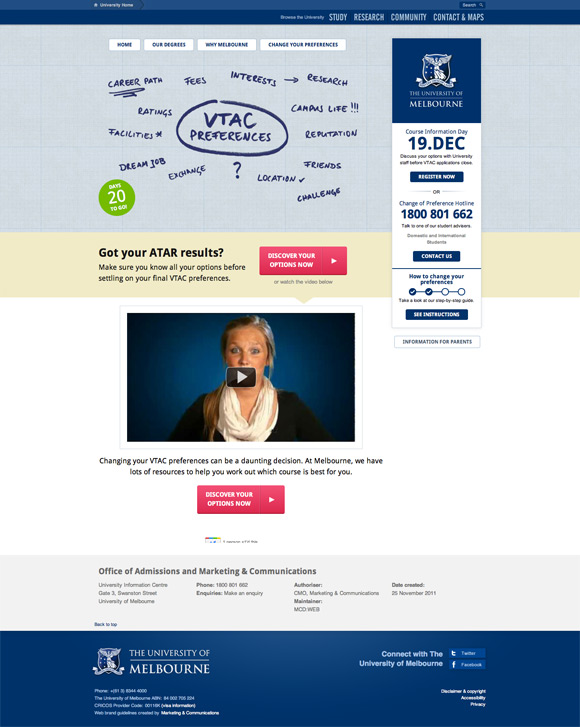 University Home
Search
Browse the University STUDY RESEARCH COMMUNITY CONTACT & MAPS
HOME
OUR DEGREES
WHY MELBOURNE
CHANGE YOUR PREFERENCES
CAREER PATH
FEES
INTERESTS → RESEARCH
RATINGS
CAMPUS LIFE !!!
VTAC
PREFERENCES
FACILITIES *
REPUTATION
DREAM JOB
EXCHANGE
?
LOCATION ✓
FRIENDS
CHALLENGE
DAYS
20
TO GO!
THE UNIVERSITY OF
MELBOURNE
Course Information Day
19.DEC
Discuss your options with University
staff before VTAC applications close.
REGISTER NOW
OR
Change of Preference Hotline
1800 801 662
Talk to one of our student advisers.
Domestic and International
Students
CONTACT US
How to change your
preferences
Take a look at our step-by-step guide.
SEE INSTRUCTIONS
INFORMATION FOR PARENTS
Got your ATAR results?
Make sure you know all your options before
settling on your final VTAC preferences.
DISCOVER YOUR
OPTIONS NOW
or watch the video below
Changing your VTAC preferences can be a daunting decision. At Melbourne, we have
lots of resources to help you work out which course is best for you.
DISCOVER YOUR
OPTIONS NOW
Office of Admissions and Marketing & Communications
University Information Centre
Gate 3, Swanston Street
University of Melbourne
Phone: 1800 801 662
Enquiries: Make an enquiry
Authoriser:
CMO, Marketing & Communications
Maintainer:
MCD:WEB
Date created:
25 November 2011
Back to top
THE UNIVERSITY OF
MELBOURNE
Connect with The
University of Melbourne
Twitter
Facebook
Phone: +(61 3) 8344 4000
The University of Melbourne ABN: 84 002 705 224
CRICOS Provider Code: 00116K (visa information)
Web brand guidelines created by Marketing & Communications
Disclaimer & copyright
Accessibility
Privacy